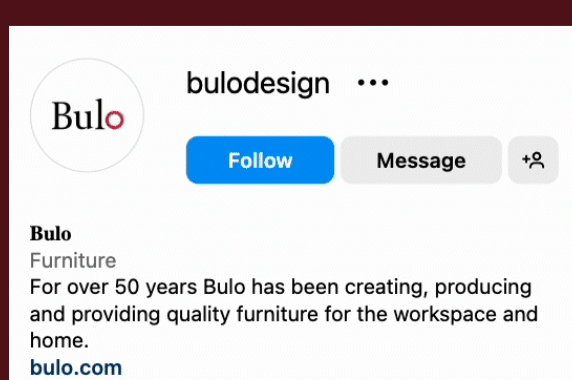 Bulo
bulodesign ...
Follow
Message
Bulo
Furniture
For over 50 years Bulo has been creating, producing
and providing quality furniture for the workspace and
home.
bulo.com